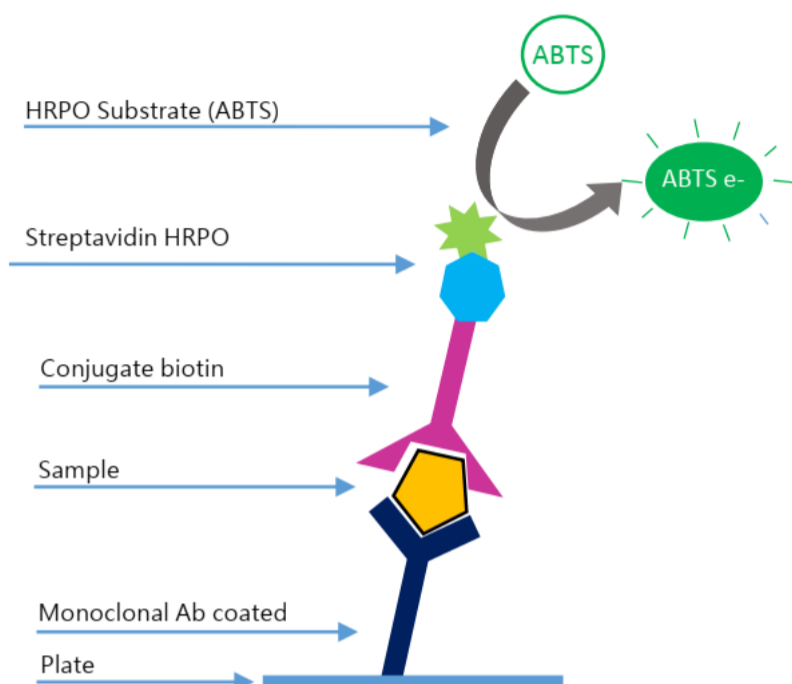 ABTS
HRPO Substrate (ABTS)
ABTS e-
Streptavidin HRPO
Conjugate biotin
Sample
Monoclonal Ab coated
Plate